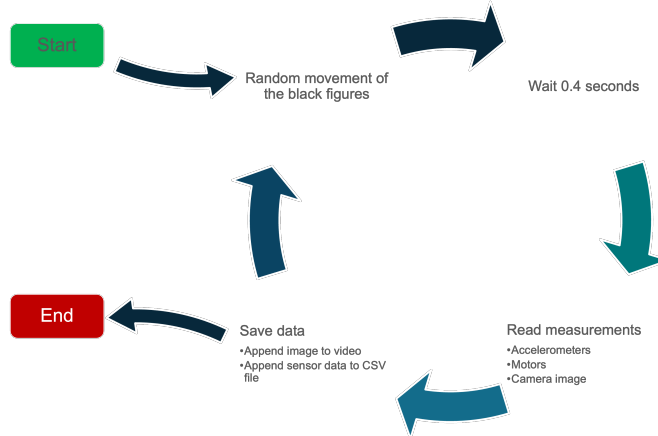 Start
Random movement of
the black figures
Wait 0.4 seconds
End
Save data
•Append image to video
•Append sensor data to CSV
file
Read measurements
•Accelerometers
•Motors
•Camera image